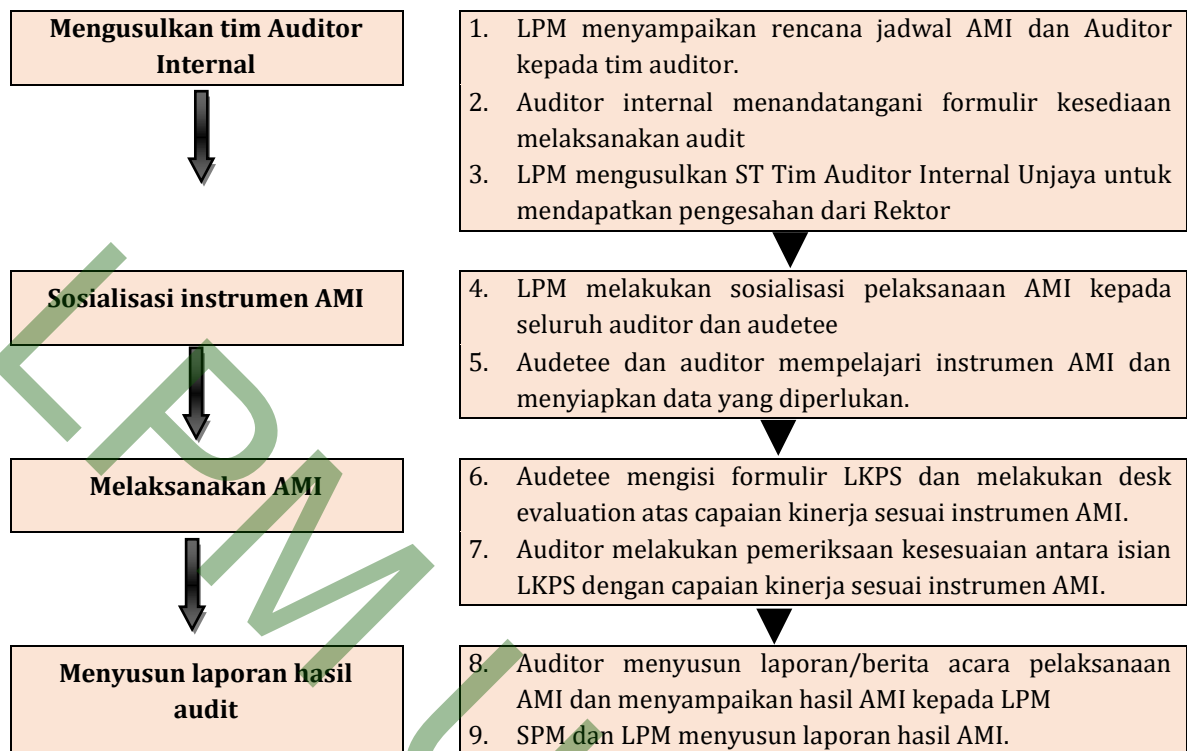 Mengusulkan tim Auditor
Internal
1. LPM menyampaikan rencana jadwal AMI dan Auditor
kepada tim auditor.
2. Auditor internal menandatangani formulir kesediaan
melaksanakan audit
3. LPM mengusulkan ST Tim Auditor Internal Unjaya untuk
mendapatkan pengesahan dari Rektor
Sosialisasi instrumen AMI
4. LPM melakukan sosialisasi pelaksanaan AMI kepada
seluruh auditor dan audetee
5. Audetee dan auditor mempelajari instrumen AMI dan
menyiapkan data yang diperlukan.
Melaksanakan AMI
6. Audetee mengisi formulir LKPS dan melakukan desk
evaluation atas capaian kinerja sesuai instrumen AMI.
7. Auditor melakukan pemeriksaan kesesuaian antara isian
LKPS dengan capaian kinerja sesuai instrumen AMI.
Menyusun laporan hasil
audit
8. Auditor menyusun laporan/berita acara pelaksanaan
AMI dan menyampaikan hasil AMI kepada LPM
9. SPM dan LPM menyusun laporan hasil AMI.
LPM